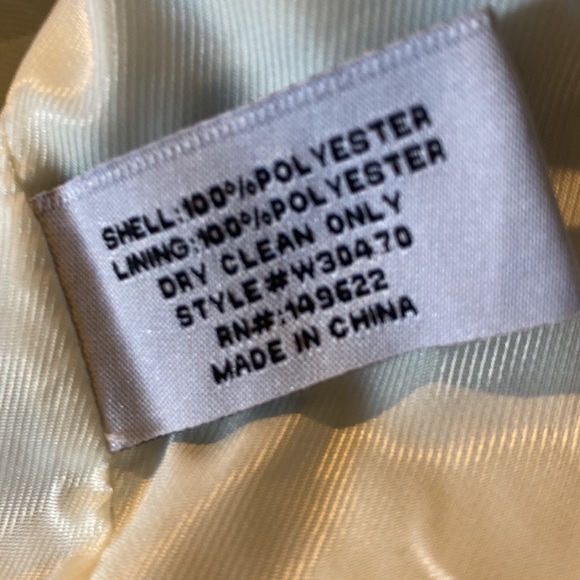 SHELL:100%POLYESTER
LINING:100%POLYESTER
DRY CLEAN ONLY
STYLE#W30470
RN#:149622
MADE IN CHINA